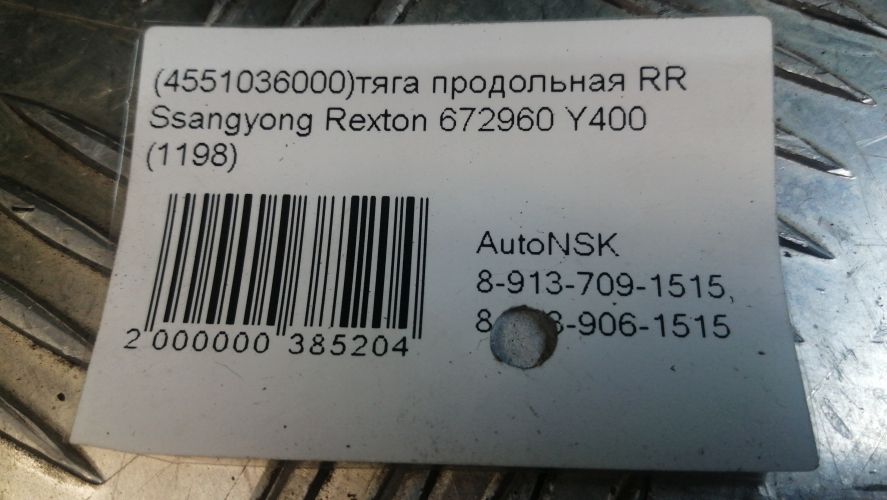 (4551036000)тяга продольная RR
Ssangyong Rexton 672960 Y400
(1198)
AutoNSK
8-913-709-1515,
2 000000 385204